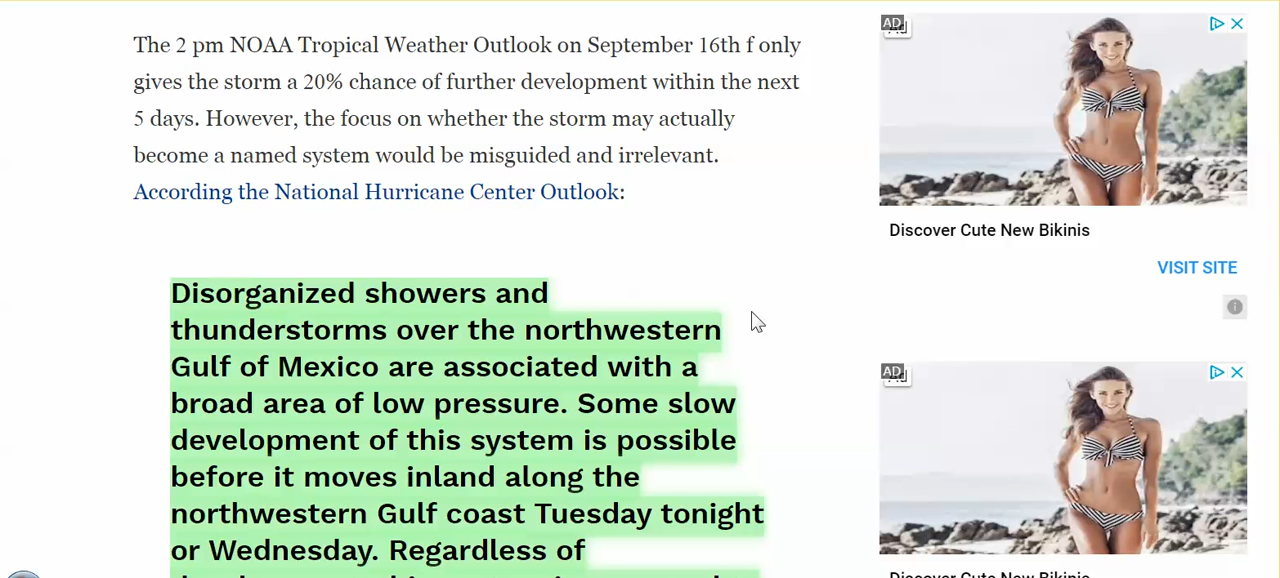 The 2 pm NOAA Tropical Weather Outlook on September 16th f only
gives the storm a 20% chance of further development within the next
5 days. However, the focus on whether the storm may actually
become a named system would be misguided and irrelevant.
According the National Hurricane Center Outlook:
Disorganized showers and
thunderstorms over the northwestern
Gulf of Mexico are associated with a
broad area of low pressure. Some slow
development of this system is possible
before it moves inland along the
northwestern Gulf coast Tuesday tonight
or Wednesday. Regardless of
AD
Discover Cute New Bikinis
VISIT SITE
AD
Discover Cute New Bikinis